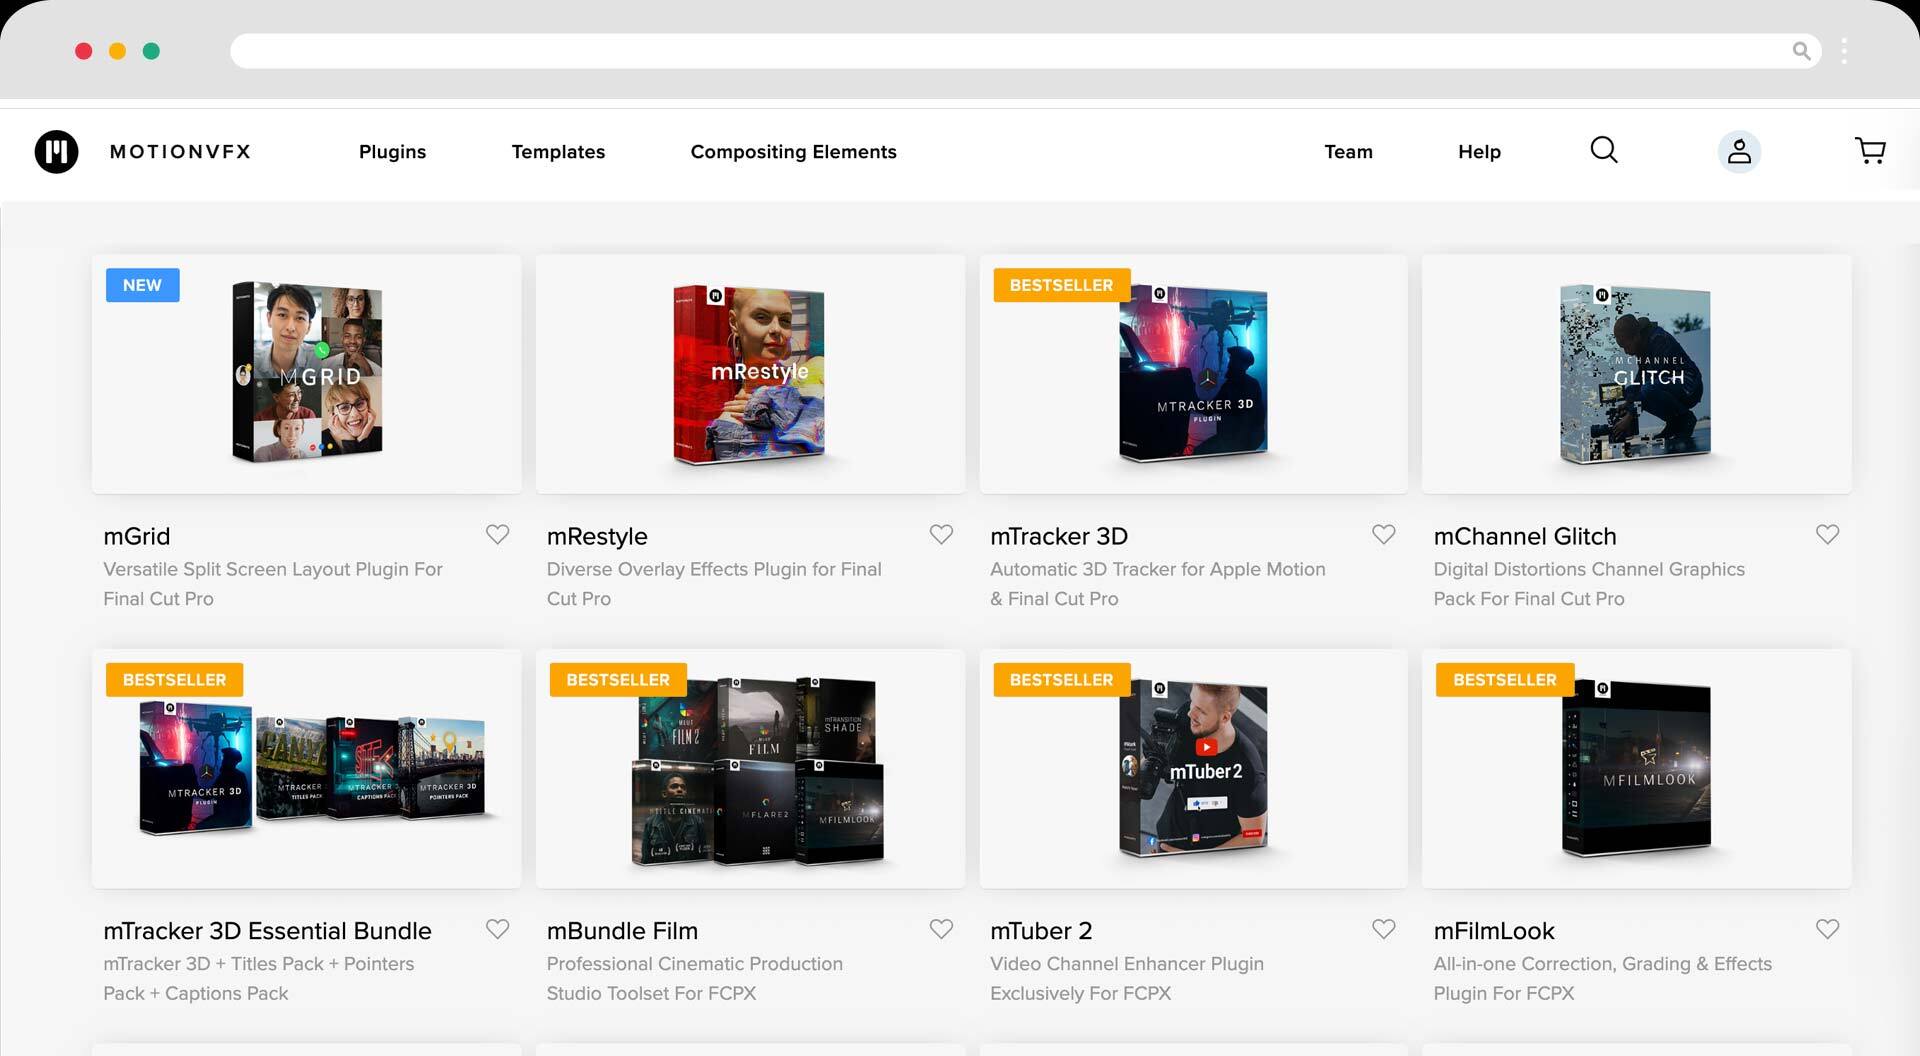 MOTIONVFX
Plugins
Templates
Compositing Elements
Team
Help
NEW
MGRID
mRestyle
BESTSELLER
MTRACKER 3D
PLUGIN
MCHANNEL
GLITCH
mGrid
Versatile Split Screen Layout Plugin For
Final Cut Pro
mRestyle
Diverse Overlay Effects Plugin for Final
Cut Pro
mTracker 3D
Automatic 3D Tracker for Apple Motion
& Final Cut Pro
mChannel Glitch
Digital Distortions Channel Graphics
Pack For Final Cut Pro
BESTSELLER
MTRACKER 3D
PLUGIN
MTRACKER
TITLES PACK
MTRACKER
CAPTIONS PACK
MTRACKER 3D
POINTERS PACK
BESTSELLER
MLUT
FILM 2
FILM
MTRANSITION
SHADE
MFLARE2
MFILMLOOK
BESTSELLER
mTuber 2
BESTSELLER
MFILMLOOK
mTracker 3D Essential Bundle
mTracker 3D + Titles Pack + Pointers
Pack + Captions Pack
mBundle Film
Professional Cinematic Production
Studio Toolset For FCPX
mTuber 2
Video Channel Enhancer Plugin
Exclusively For FCPX
mFilmLook
All-in-one Correction, Grading & Effects
Plugin For FCPX